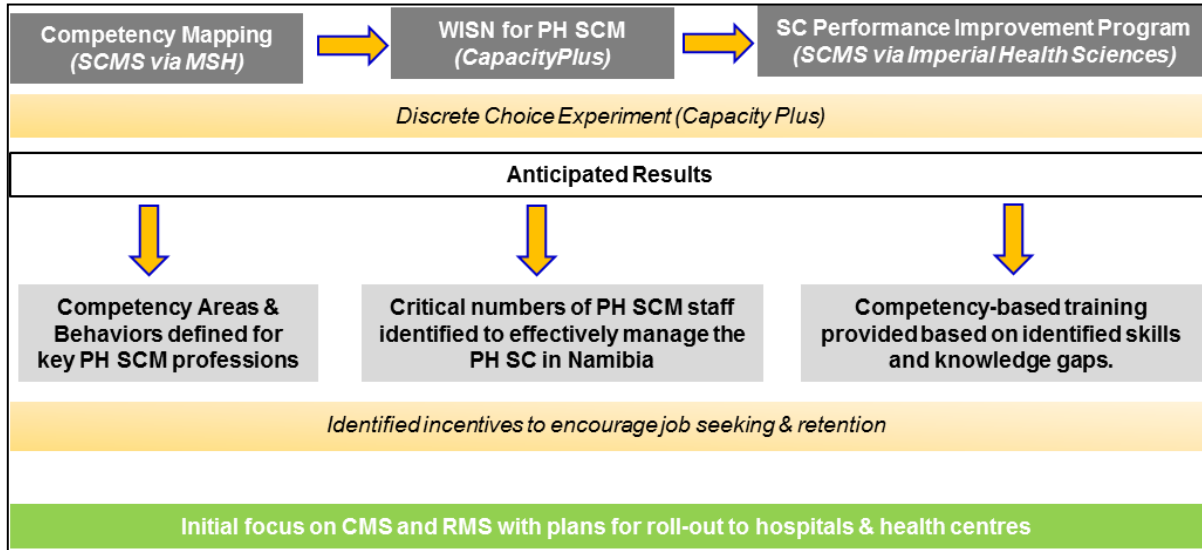 Competency Mapping
(SCMS via MSH)
WISN for PH SCM
(CapacityPlus)
SC Performance Improvement Program
(SCMS via Imperial Health Sciences)
Discrete Choice Experiment (Capacity Plus)
Anticipated Results
Competency Areas &
Behaviors defined for
key PH SCM professions
Critical numbers of PH SCM staff
identified to effectively manage the
PH SC in Namibia
Competency-based training
provided based on identified skills
and knowledge gaps.
Identified incentives to encourage job seeking & retention
Initial focus on CMS and RMS with plans for roll-out to hospitals & health centres